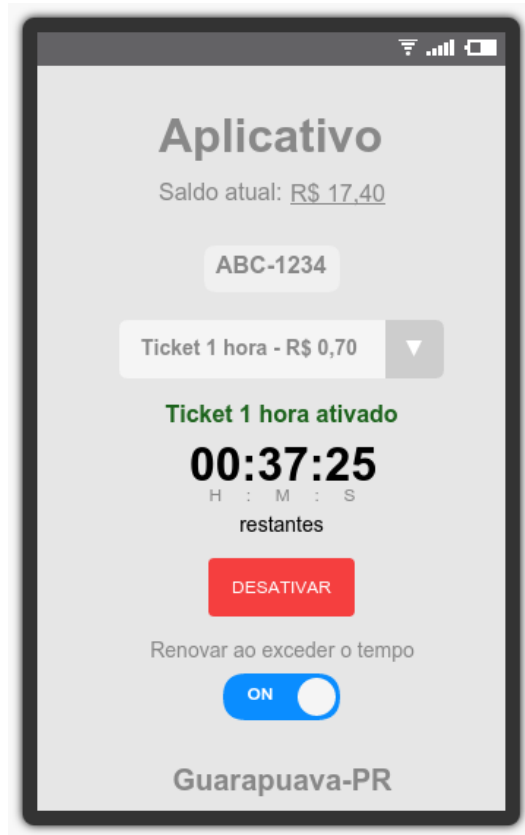 Aplicativo
Saldo atual: R$ 17,40
ABC-1234
Ticket 1 hora - R$ 0,70
Ticket 1 hora ativado
00:37:25
H : M : S
restantes
DESATIVAR
Renovar ao exceder o tempo
ON
Guarapuava-PR